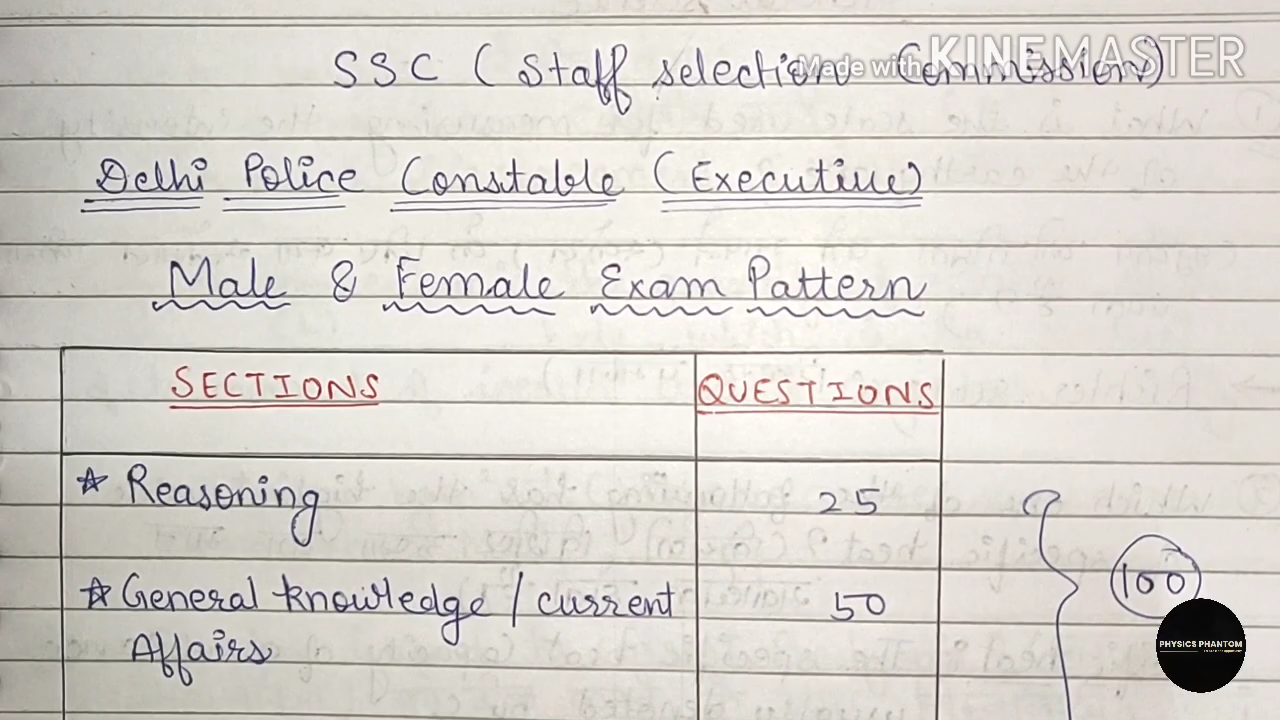 SSC (Staff selection Commission)
Made with KINEMASTER
Delhi Police Constable (Executive)
Male & Female Exam Pattern
SECTIONS QUESTIONS
☆ Reasoning 25
☆ General knowledge / current 50
Affairs
100
PHYSICS PHANTOM